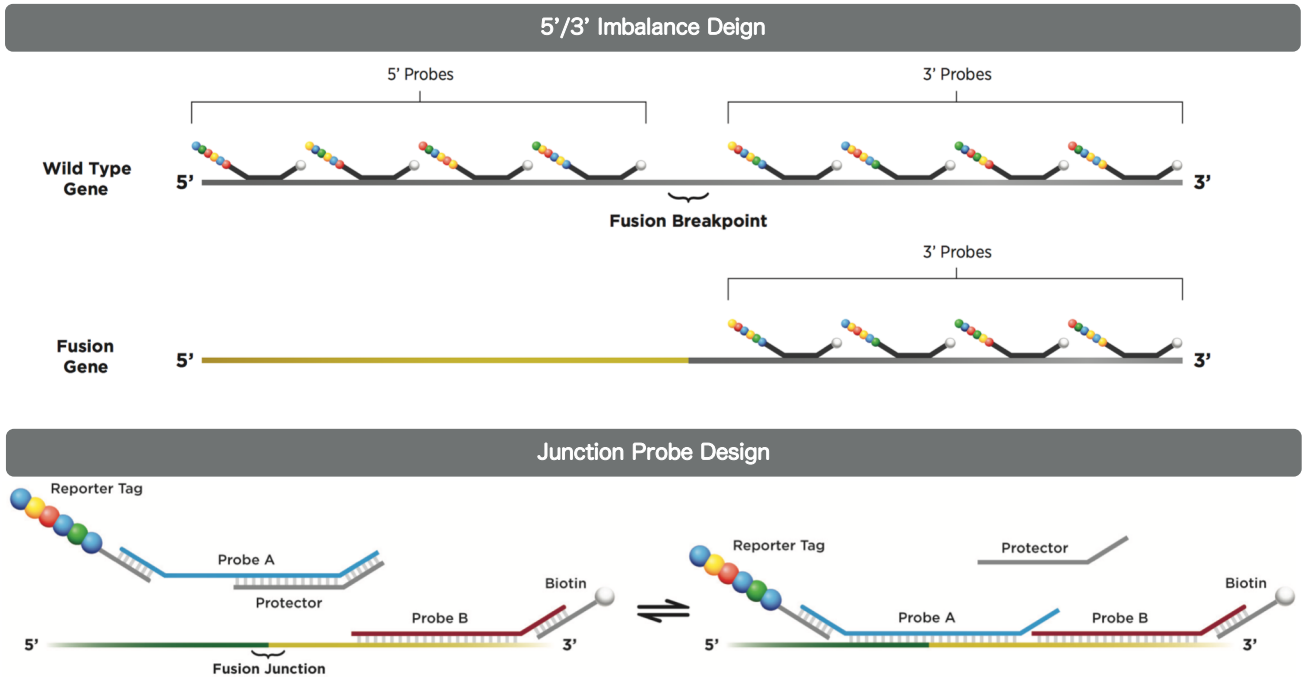 5’/3’ Imbalance Deign
5’ Probes
3’ Probes
Wild Type
Gene
5’
3’
Fusion Breakpoint
3’ Probes
Fusion
Gene
5’
3’
Junction Probe Design
Reporter Tag
Probe A
Protector
Biotin
Probe B
5’
3’
Fusion Junction
Reporter Tag
Protector
Biotin
Probe A
Probe B
5’
3’